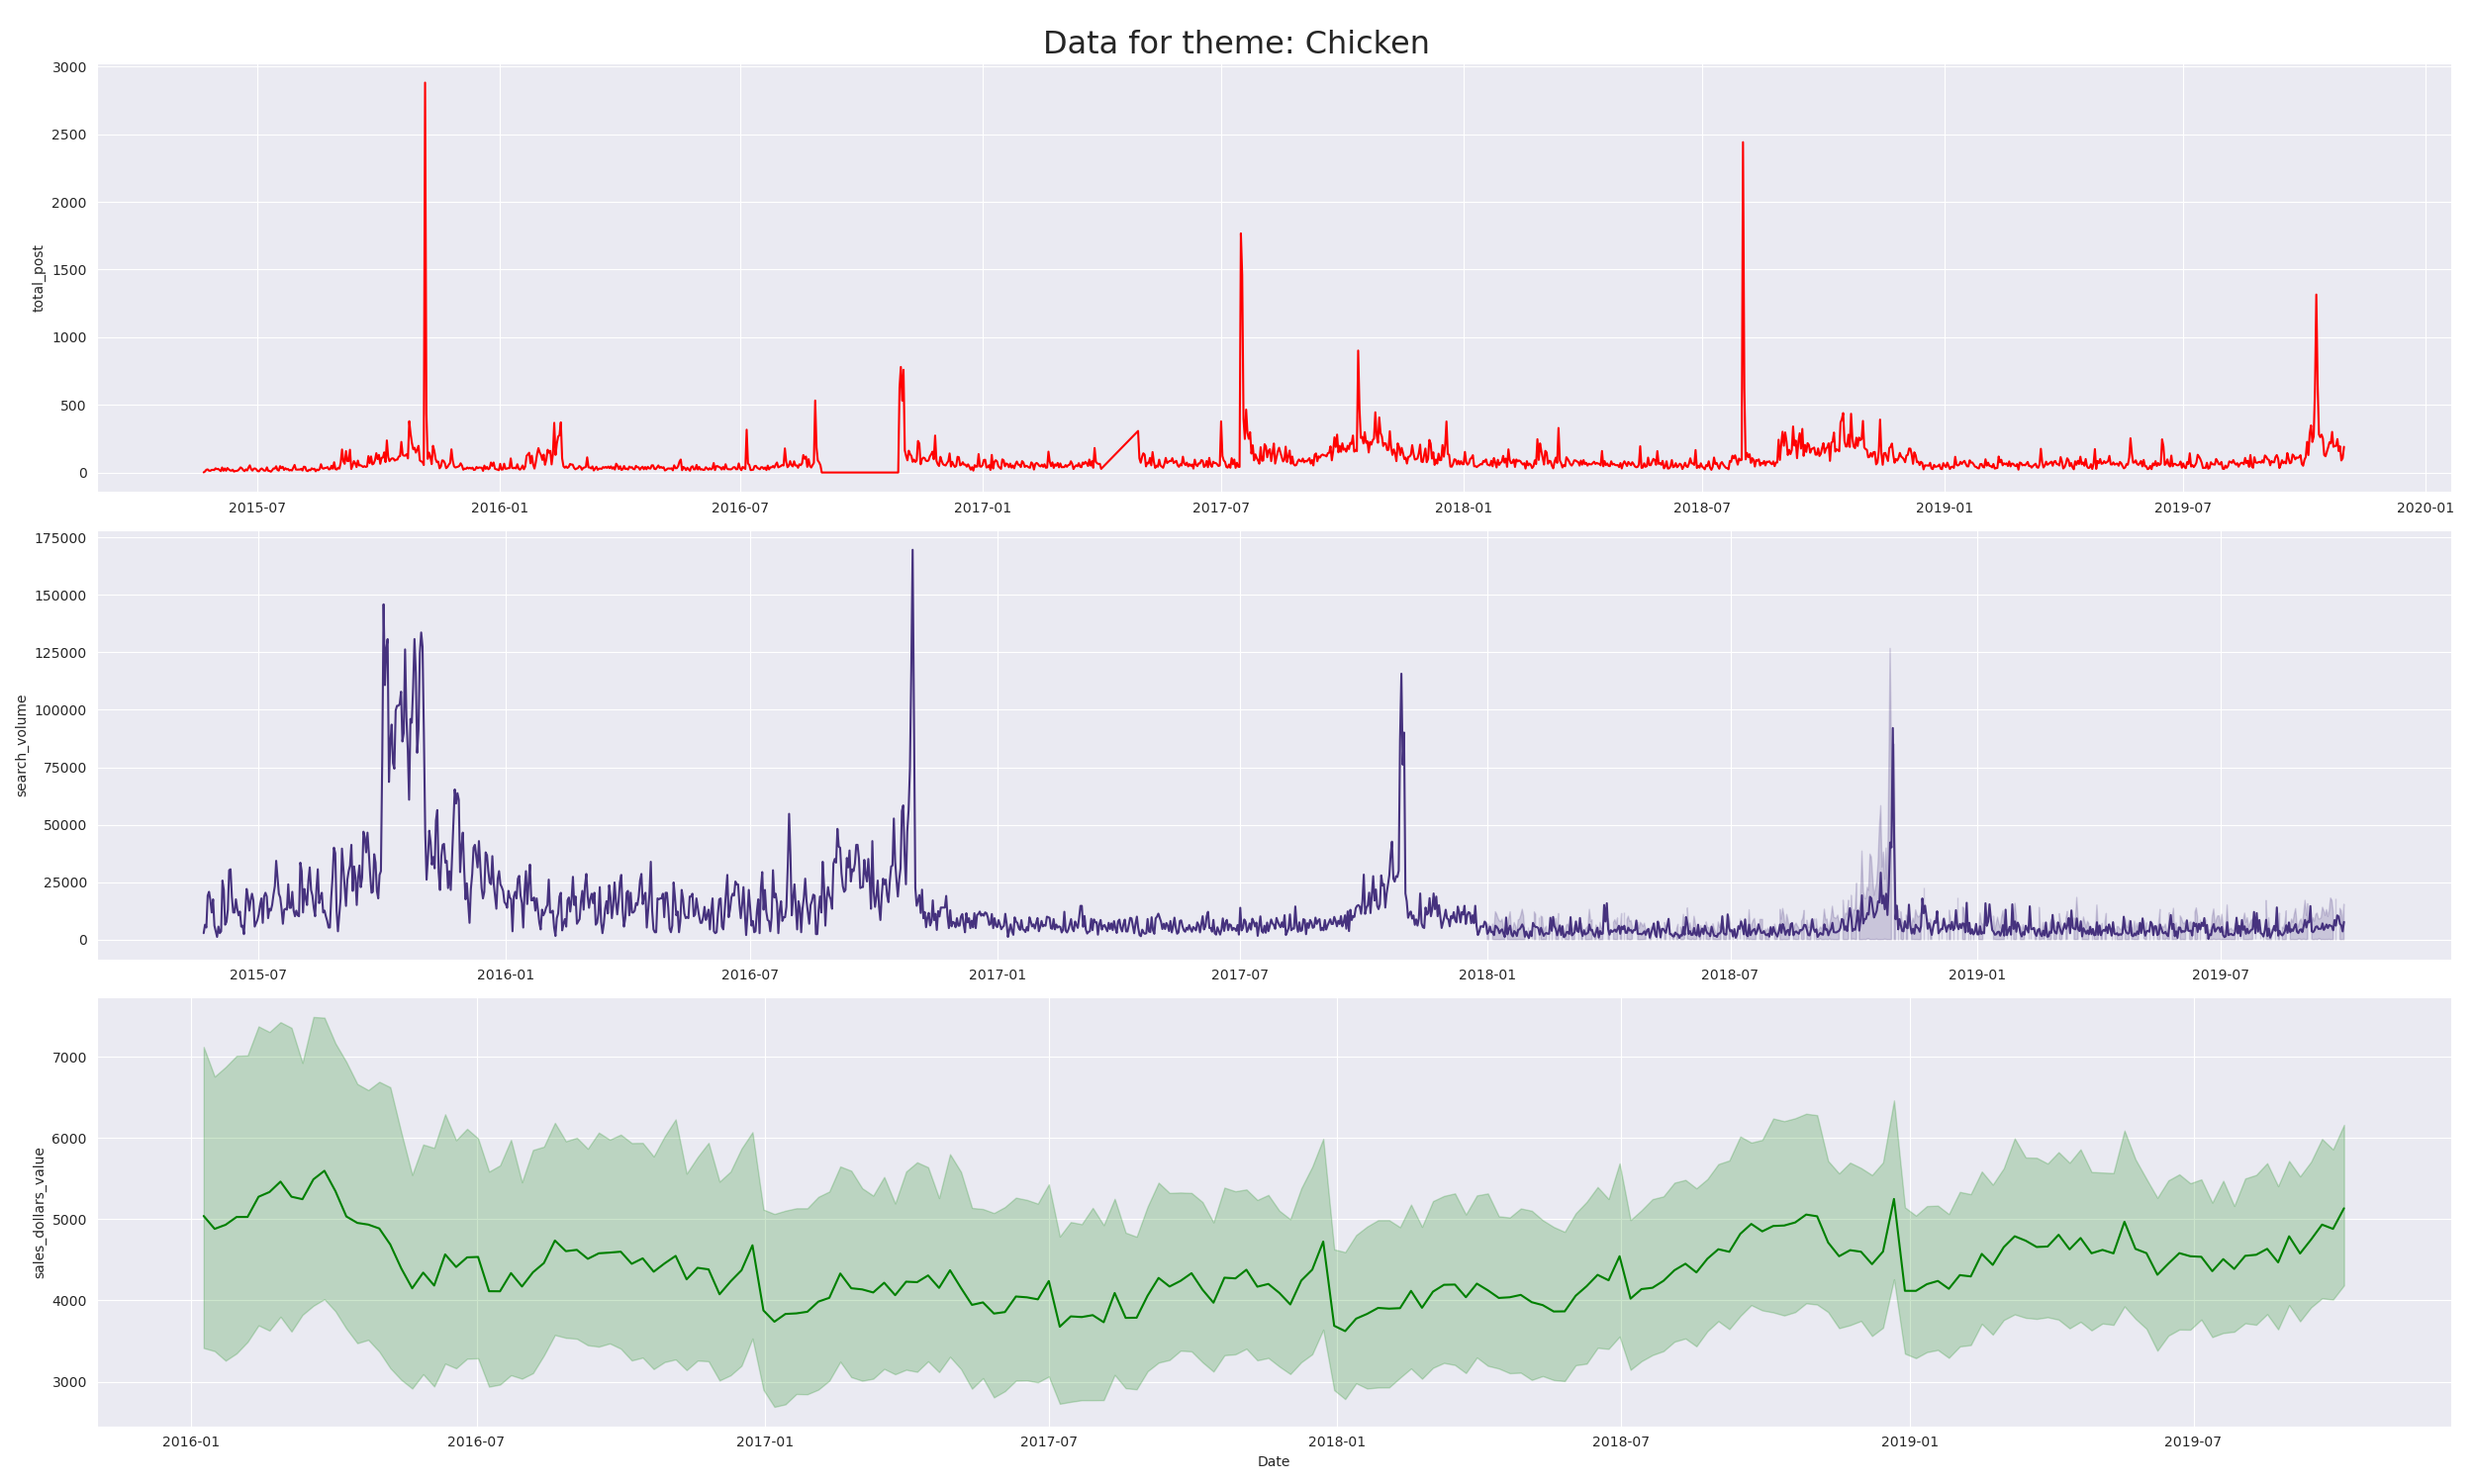 Data for theme: Chicken
3000
2500
2000
1500
1000
500
0
total_post
2015-07 2016-01 2016-07 2017-01 2017-07 2018-01 2018-07 2019-01 2019-07 2020-01
175000
150000
125000
100000
75000
50000
25000
0
search_volume
2015-07 2016-01 2016-07 2017-01 2017-07 2018-01 2018-07 2019-01 2019-07
7000
6000
5000
4000
3000
sales_dollars_value
2016-01 2016-07 2017-01 2017-07 2018-01 2018-07 2019-01 2019-07
Date